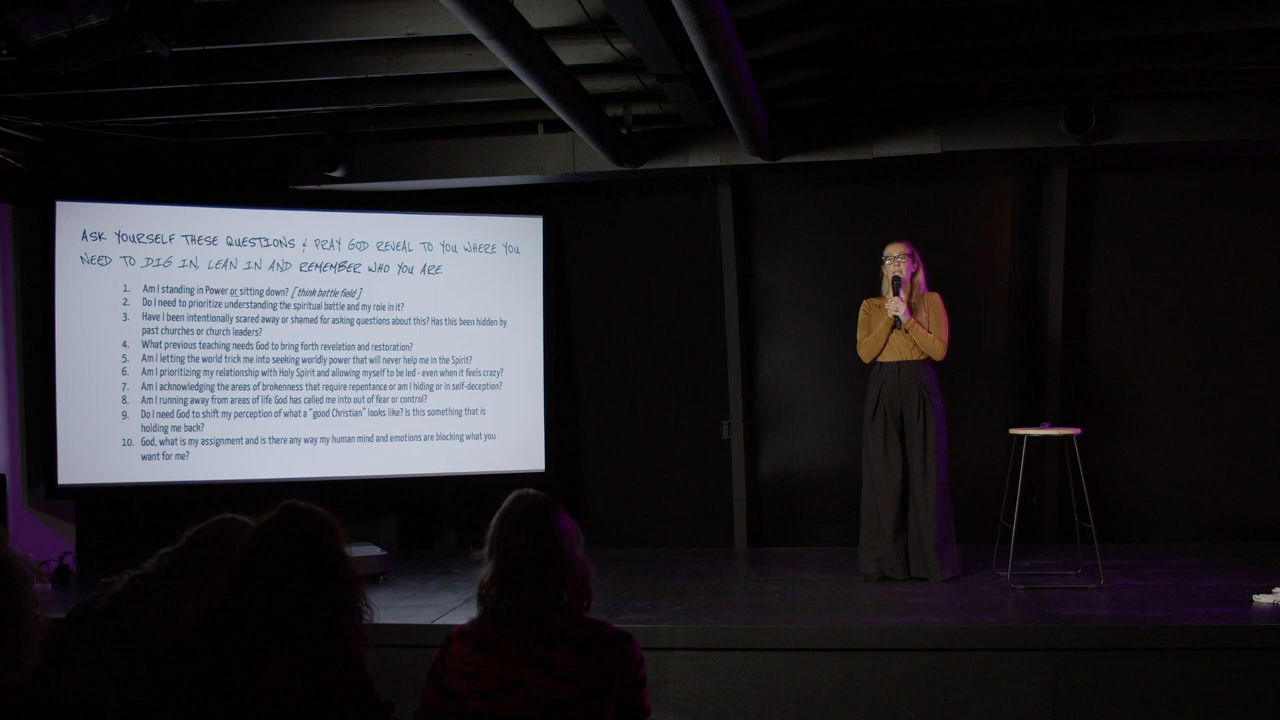 ASK YOURSELF THESE QUESTIONS & PRAY GOD REVEAL TO YOU WHERE YOU
NEED TO DIG IN, LEAN IN AND REMEMBER WHO YOU ARE
1. Am I standing in Power or sitting down? [think battle field]
2. Do I need to prioritize understanding the spiritual battle and my role in it?
3. Have I been intentionally scared away or shamed for asking questions about this? Has this been hidden by
past churches or church leaders?
4. What previous teaching needs God to bring forth revelation and restoration?
5. Am I letting the world trick me into seeking worldly power that will never help me in the Spirit?
6. Am I prioritizing my relationship with Holy Spirit and allowing myself to be led - even when it feels crazy?
7. Am I acknowledging the areas of brokenness that require repentance or am I hiding or in self-deception?
8. Am I running away from areas of life God has called me into out of fear or control?
9. Do I need God to shift my perception of what a "good Christian" looks like? Is this something that is
holding me back?
10. God, what is my assignment and is there any way my human mind and emotions are blocking what you
want for me?